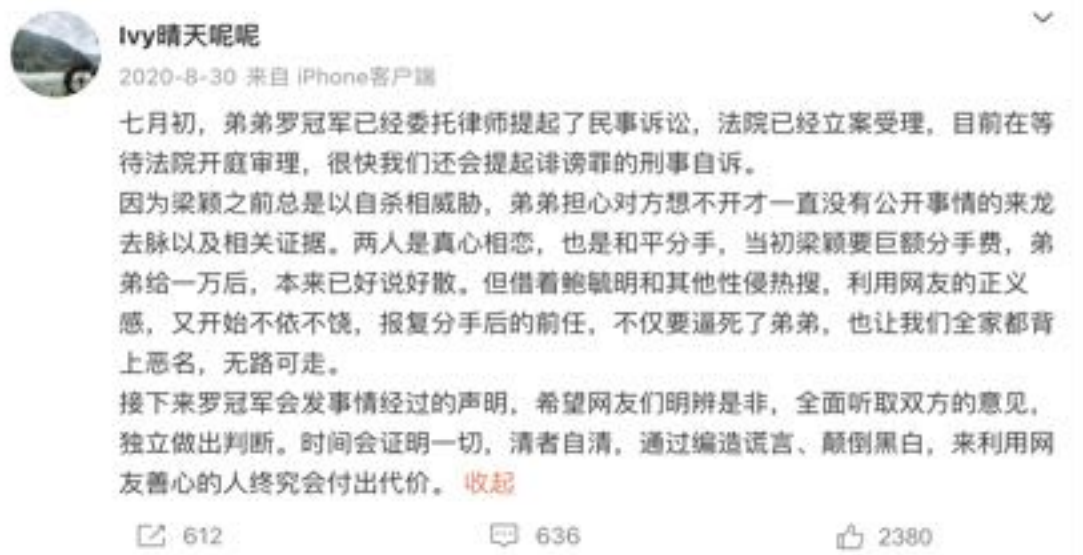 Ivy晴天呢呢
2020-8-30 来自 iPhone客户端
七月初，弟弟罗冠军已经委托律师提起了民事诉讼，法院已经立案受理，目前在等
待法院开庭审理，很快我们还会提起诽谤罪的刑事自诉。
因为梁颖之前总是以自杀相威胁，弟弟担心对方想不开才一直没有公开事情的来龙
去脉以及相关证据。两人是真心相恋，也是和平分手，当初梁颖要巨额分手费，弟
弟给一万后，本来已好说好散。但借着鲍毓明和其他性侵热搜，利用网友的正义
感，又开始不依不饶，报复分手后的前任，不仅要逼死了弟弟，也让我们全家都背
上恶名，无路可走。
接下来罗冠军会发事情经过的声明，希望网友们明辨是非，全面听取双方的意见，
独立做出判断。时间会证明一切，清者自清，通过编造谎言、颠倒黑白，来利用网
友善心的人终究会付出代价。 收起
612 636 2380